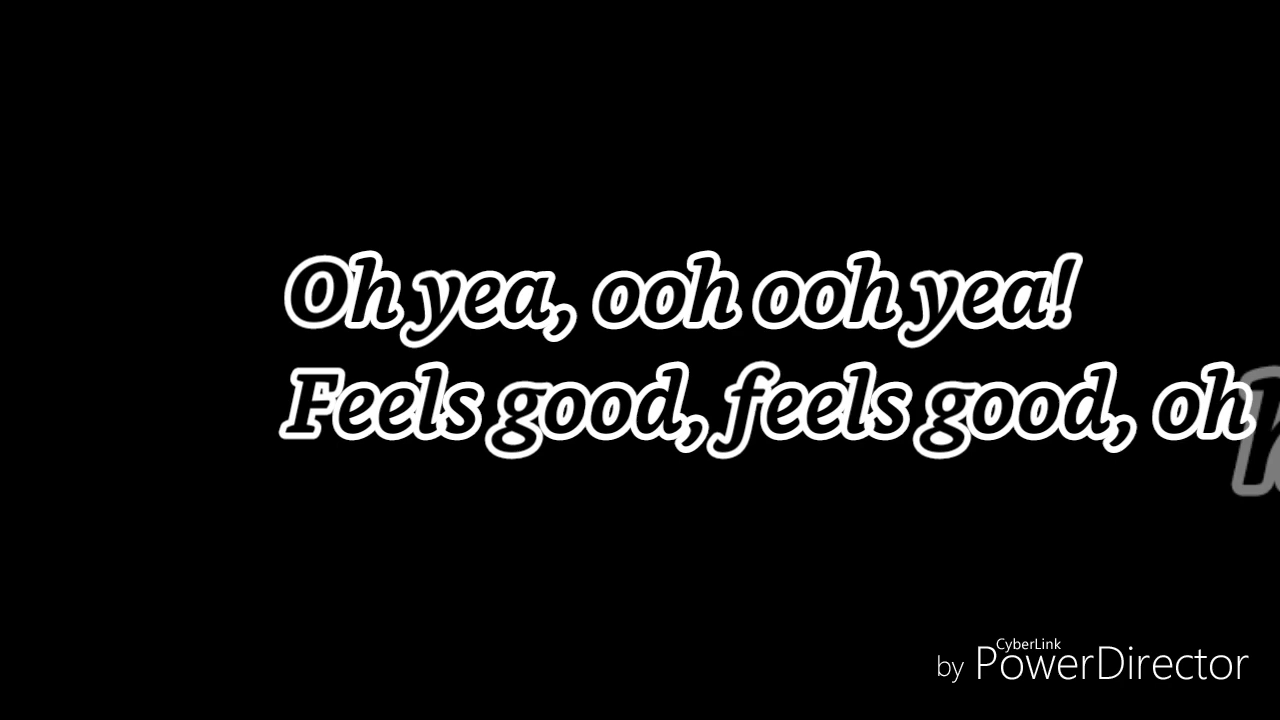 Oh yea, ooh ooh yea!
Feels good, feels good, oh
by CyberLink PowerDirector